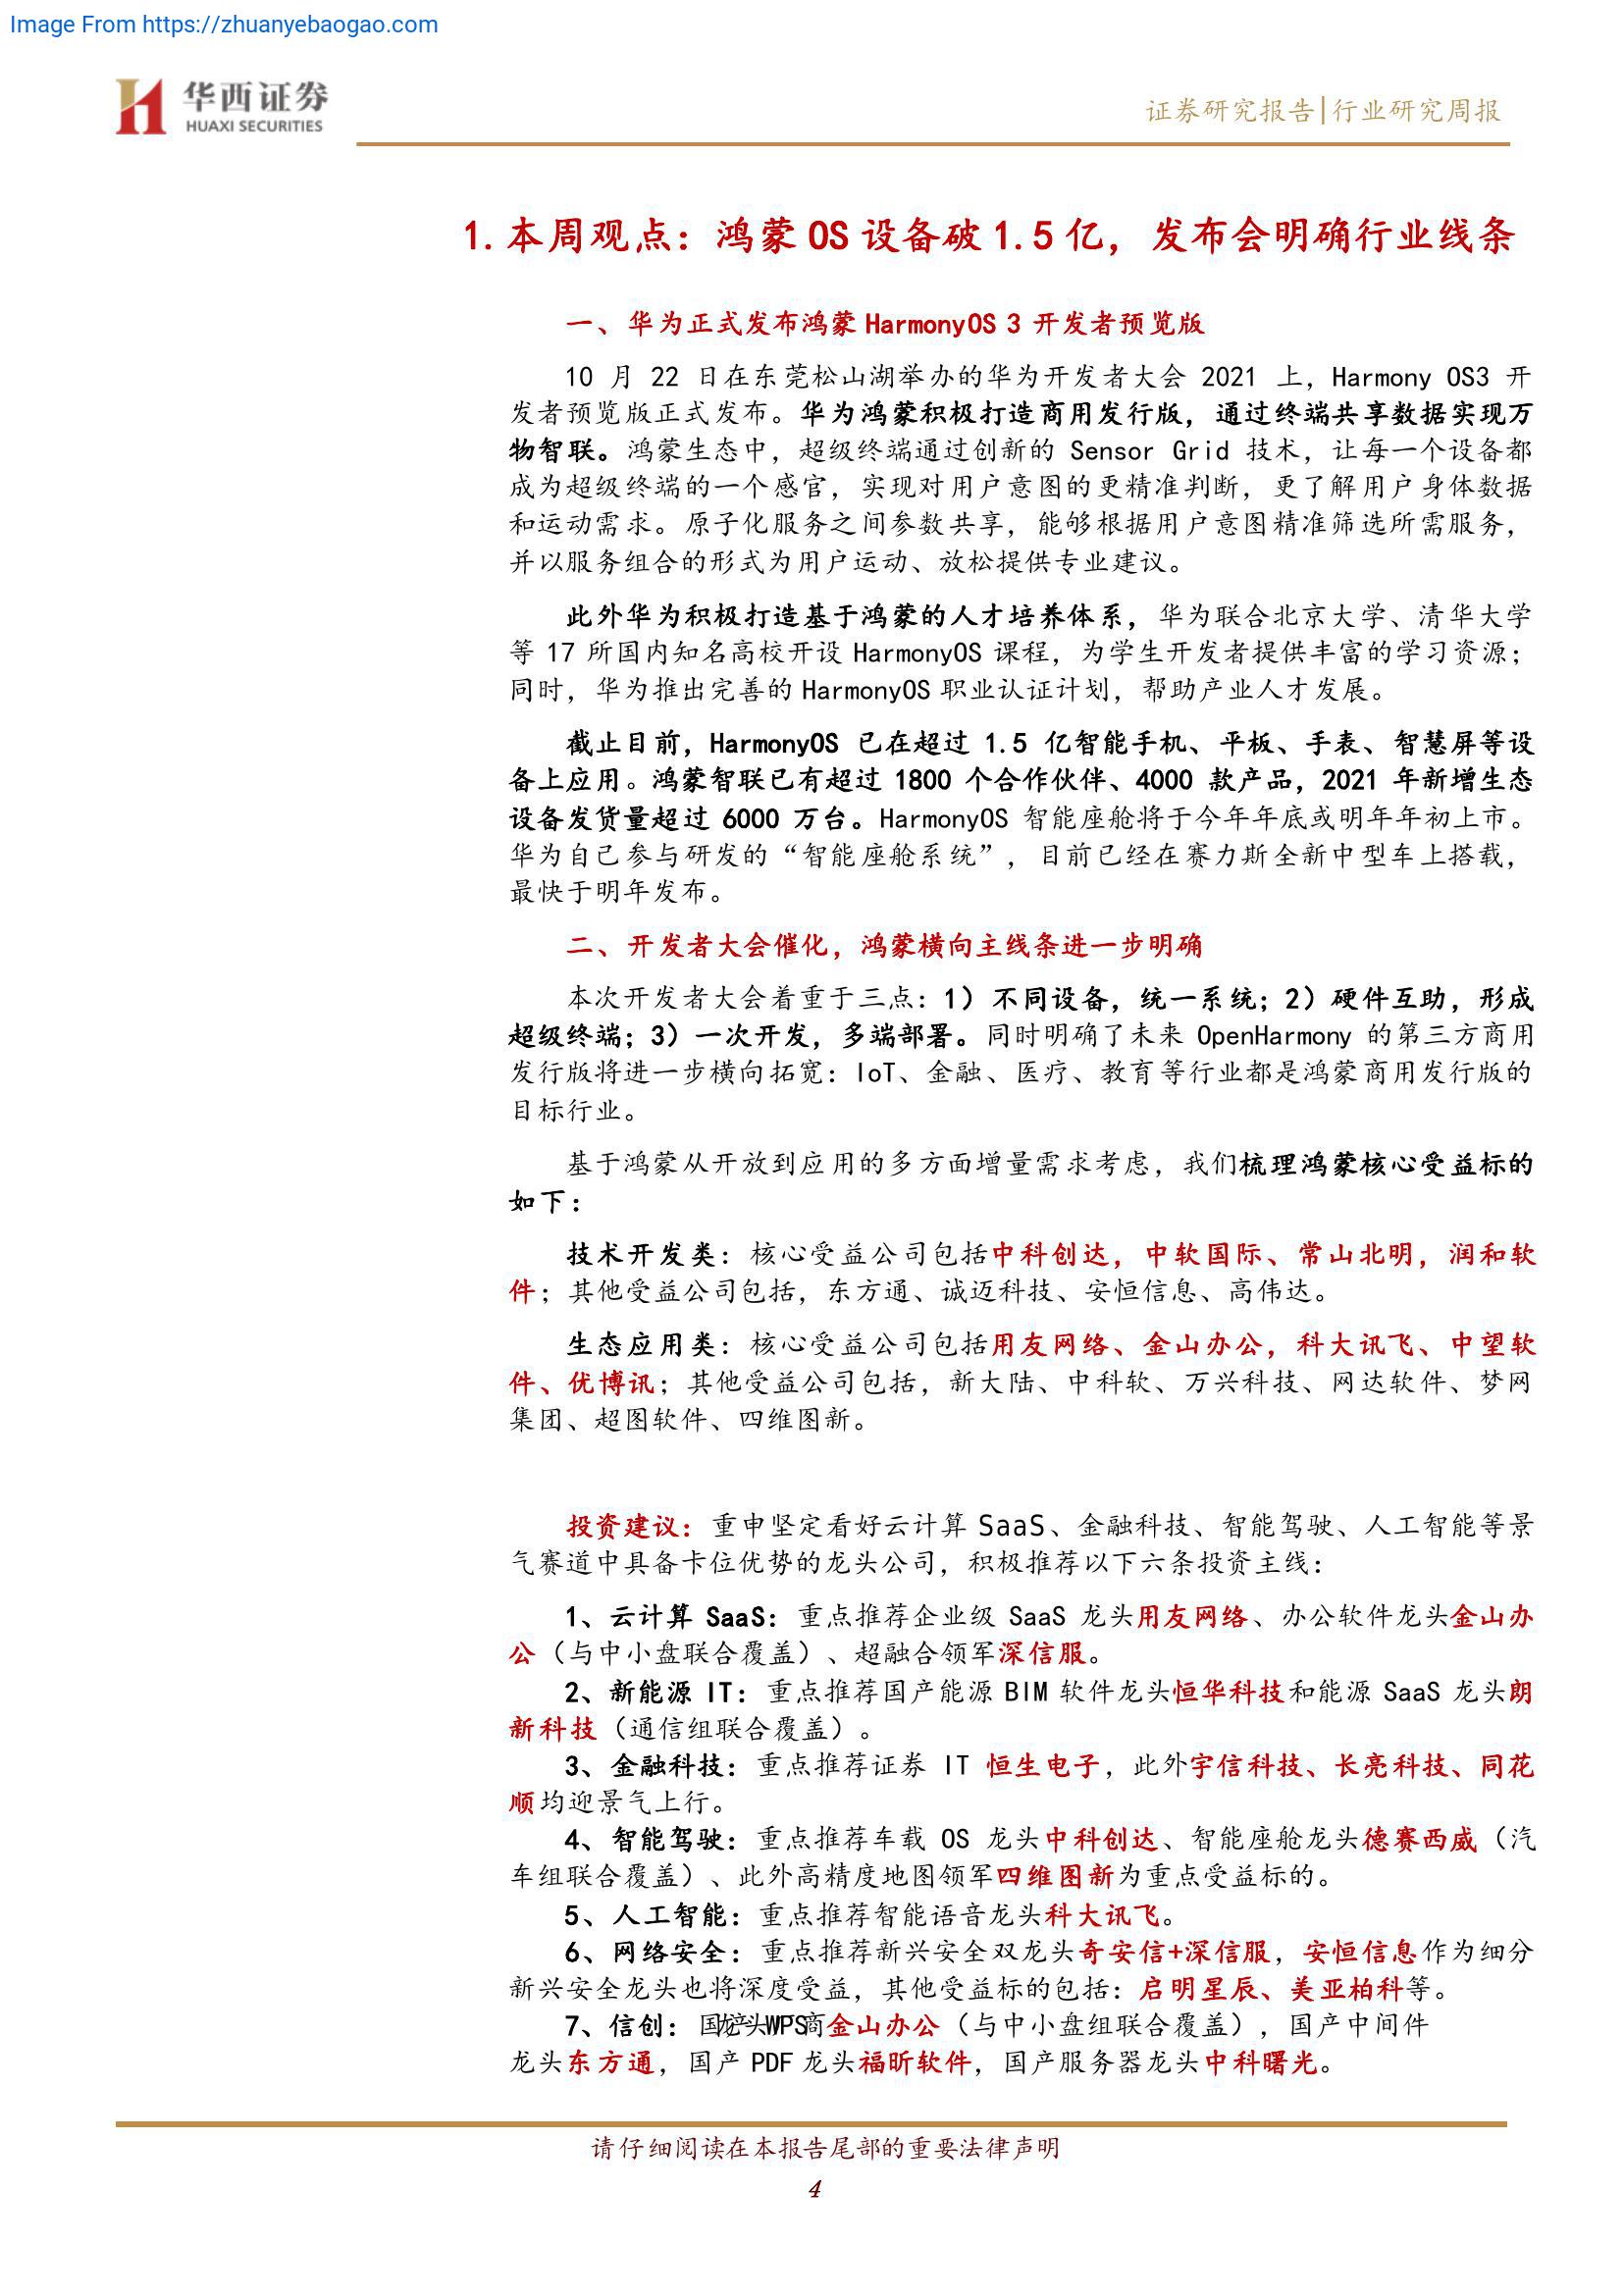 Image From https://zhuanyebaogao.com
华西证券
HUAXI SECURITIES
证券研究报告|行业研究周报
1.本周观点：鸿蒙 OS 设备破 1.5 亿，发布会明确行业线条
一、华为正式发布鸿蒙 HarmonyOS 3 开发者预览版
10 月 22 日在东莞松山湖举办的华为开发者大会 2021 上，Harmony OS3 开
发者预览版正式发布。华为鸿蒙积极打造商用发行版，通过终端共享数据实现万
物智联。鸿蒙生态中，超级终端通过创新的 Sensor Grid 技术，让每一个设备都
成为超级终端的一个感官，实现对用户意图的更精准判断，更了解用户身体数据
和运动需求。原子化服务之间参数共享，能够根据用户意图精准筛选所需服务，
并以服务组合的形式为用户运动、放松提供专业建议。
此外华为积极打造基于鸿蒙的人才培养体系，华为联合北京大学、清华大学
等 17 所国内知名高校开设 HarmonyOS 课程，为学生开发者提供丰富的学习资源；
同时，华为推出完善的 HarmonyOS 职业认证计划，帮助产业人才发展。
截止目前，HarmonyOS 已在超过 1.5 亿智能手机、平板、手表、智慧屏等设
备上应用。鸿蒙智联已有超过 1800 个合作伙伴、4000 款产品，2021 年新增生态
设备发货量超过 6000 万台。HarmonyOS 智能座舱将于今年年底或明年年初上市。
华为自己参与研发的“智能座舱系统”，目前已经在赛力斯全新中型车上搭载，
最快于明年发布。
二、开发者大会催化，鸿蒙横向主线条进一步明确
本次开发者大会着重于三点：1）不同设备，统一系统；2）硬件互助，形成
超级终端；3）一次开发，多端部署。同时明确了未来 OpenHarmony 的第三方商用
发行版将进一步横向拓宽：IoT、金融、医疗、教育等行业都是鸿蒙商用发行版的
目标行业。
基于鸿蒙从开放到应用的多方面增量需求考虑，我们梳理鸿蒙核心受益标的
如下：
技术开发类：核心受益公司包括中科创达，中软国际、常山北明，润和软
件；其他受益公司包括，东方通、诚迈科技、安恒信息、高伟达。
生态应用类：核心受益公司包括用友网络、金山办公，科大讯飞、中望软
件、优博讯；其他受益公司包括，新大陆、中科软、万兴科技、网达软件、梦网
集团、超图软件、四维图新。
投资建议：重申坚定看好云计算 SaaS、金融科技、智能驾驶、人工智能等景
气赛道中具备卡位优势的龙头公司，积极推荐以下六条投资主线：
1、云计算 SaaS：重点推荐企业级 SaaS 龙头用友网络、办公软件龙头金山办
公（与中小盘联合覆盖）、超融合领军深信服。
2、新能源 IT：重点推荐国产能源 BIM 软件龙头恒华科技和能源 SaaS 龙头朗
新科技（通信组联合覆盖）。
3、金融科技：重点推荐证券 IT 恒生电子，此外宇信科技、长亮科技、同花
顺均迎景气上行。
4、智能驾驶：重点推荐车载 OS 龙头中科创达、智能座舱龙头德赛西威（汽
车组联合覆盖）、此外高精度地图领军四维图新为重点受益标的。
5、人工智能：重点推荐智能语音龙头科大讯飞。
6、网络安全：重点推荐新兴安全双龙头奇安信+深信服，安恒信息作为细分
新兴安全龙头也将深度受益，其他受益标的包括：启明星辰、美亚柏科等。
7、信创：金山办公（与中小盘组联合覆盖），国产中间件
龙头东方通，国产 PDF 龙头福昕软件，国产服务器龙头中科曙光。
请仔细阅读在本报告尾部的重要法律声明
4